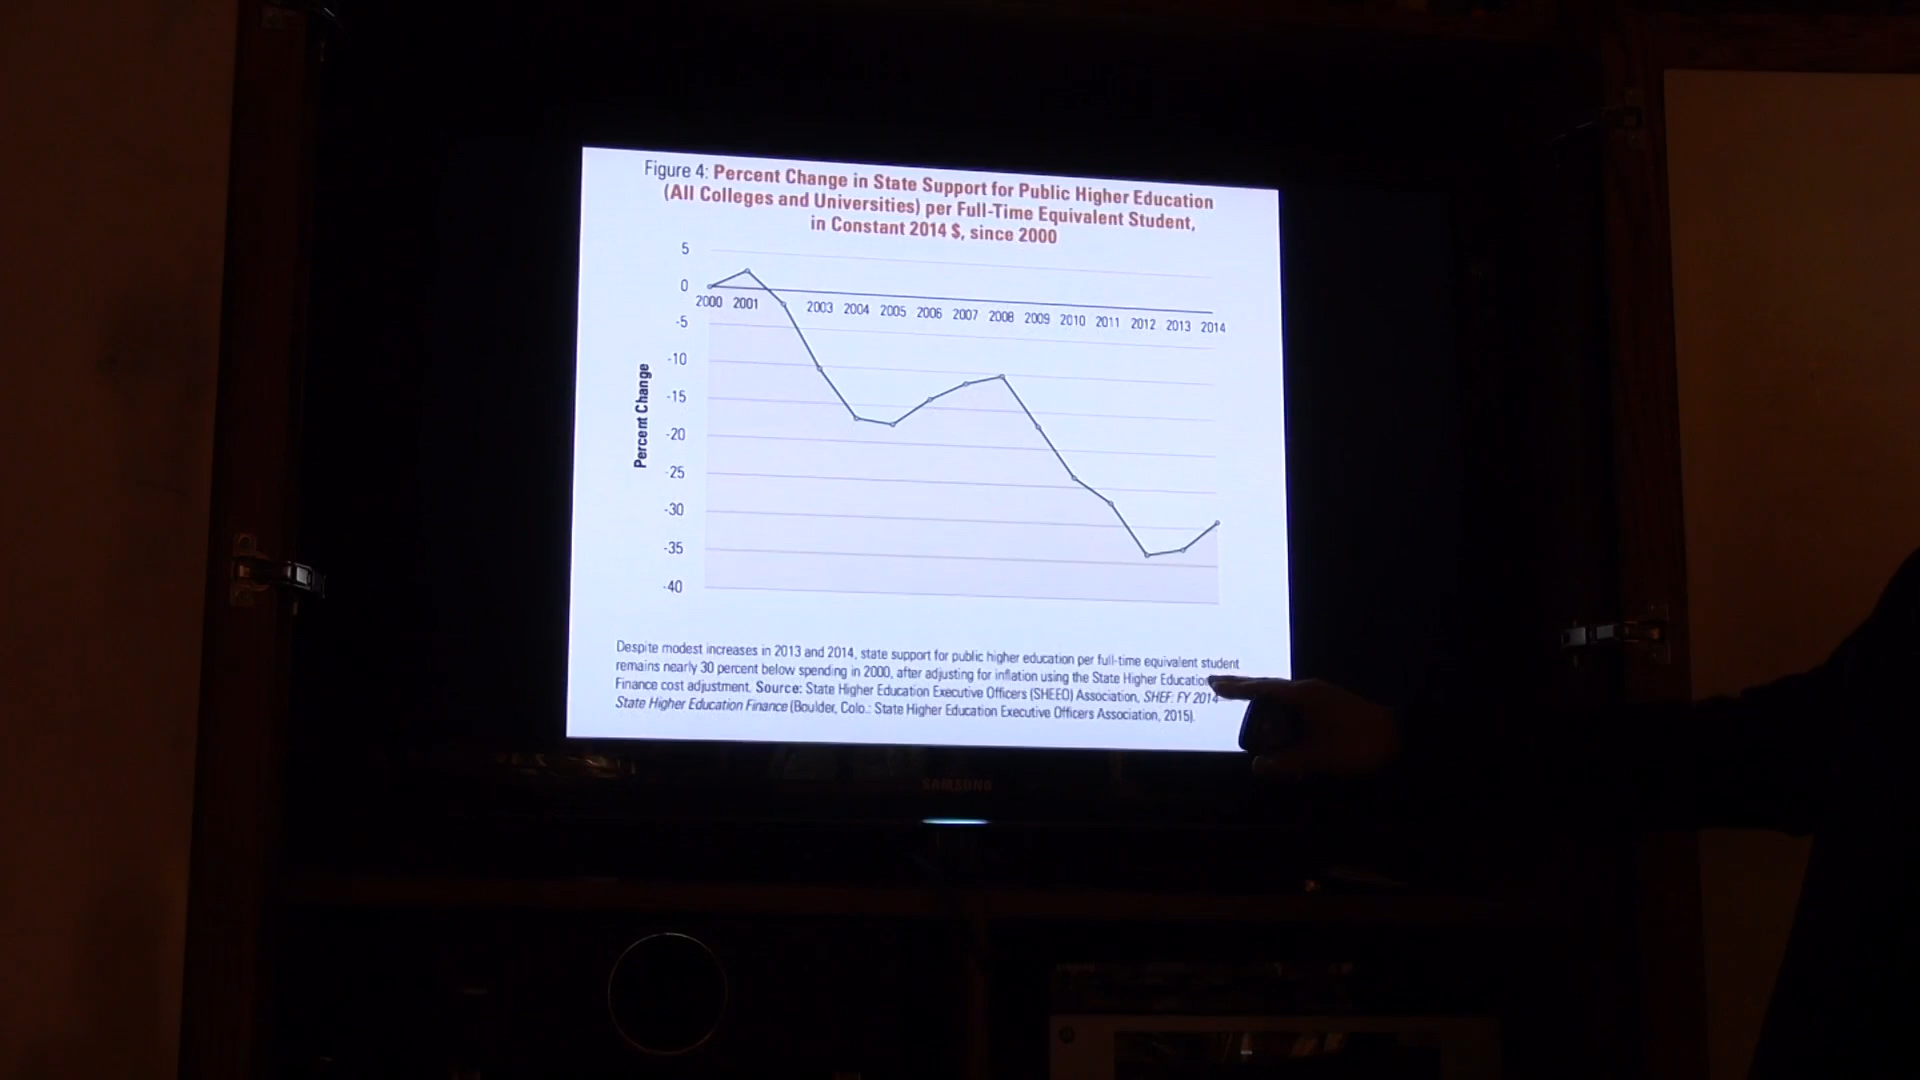 Figure 4: Percent Change in State Support for Public Higher Education
(All Colleges and Universities) per Full-Time Equivalent Student,
in Constant 2014 $, since 2000
5
0
2000 2001 2003 2004 2005 2006 2007 2008 2009 2010 2011 2012 2013 2014
-5
-10
-15
-20
-25
-30
-35
-40
Percent Change
Despite modest increases in 2013 and 2014, state support for public higher education per full-time equivalent student
remains nearly 30 percent below spending in 2000, after adjusting for inflation using the State Higher Education
Finance cost adjustment. Source: State Higher Education Executive Officers (SHEEO) Association, SHEF: FY 2014
State Higher Education Finance (Boulder, Colo.: State Higher Education Executive Officers Association, 2015).
SAMSUNG